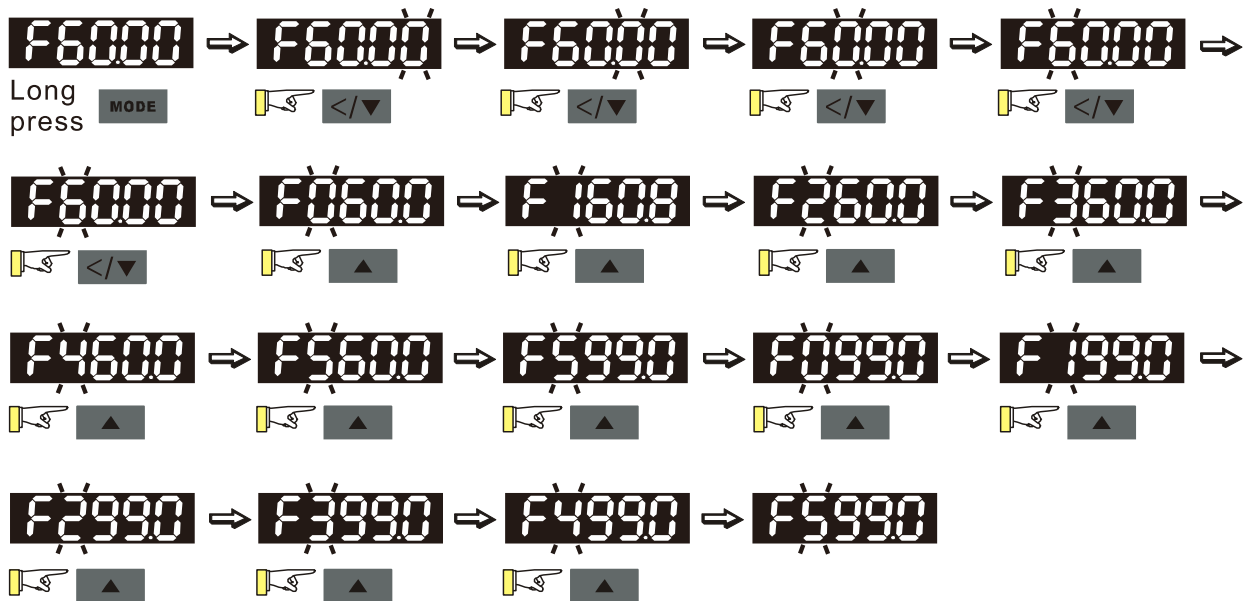 F60.00 F60.00 F60.00 F60.00 F60.00
Long
press MODE </▼ </▼ </▼ </▼
F60.00 F060.0 F160.8 F260.0 F360.0
</▼ ▲ ▲ ▲ ▲
F460.0 F560.0 F599.0 F099.0 F199.0
▲ ▲ ▲ ▲ ▲
F299.0 F399.0 F499.0 F599.0
▲ ▲ ▲